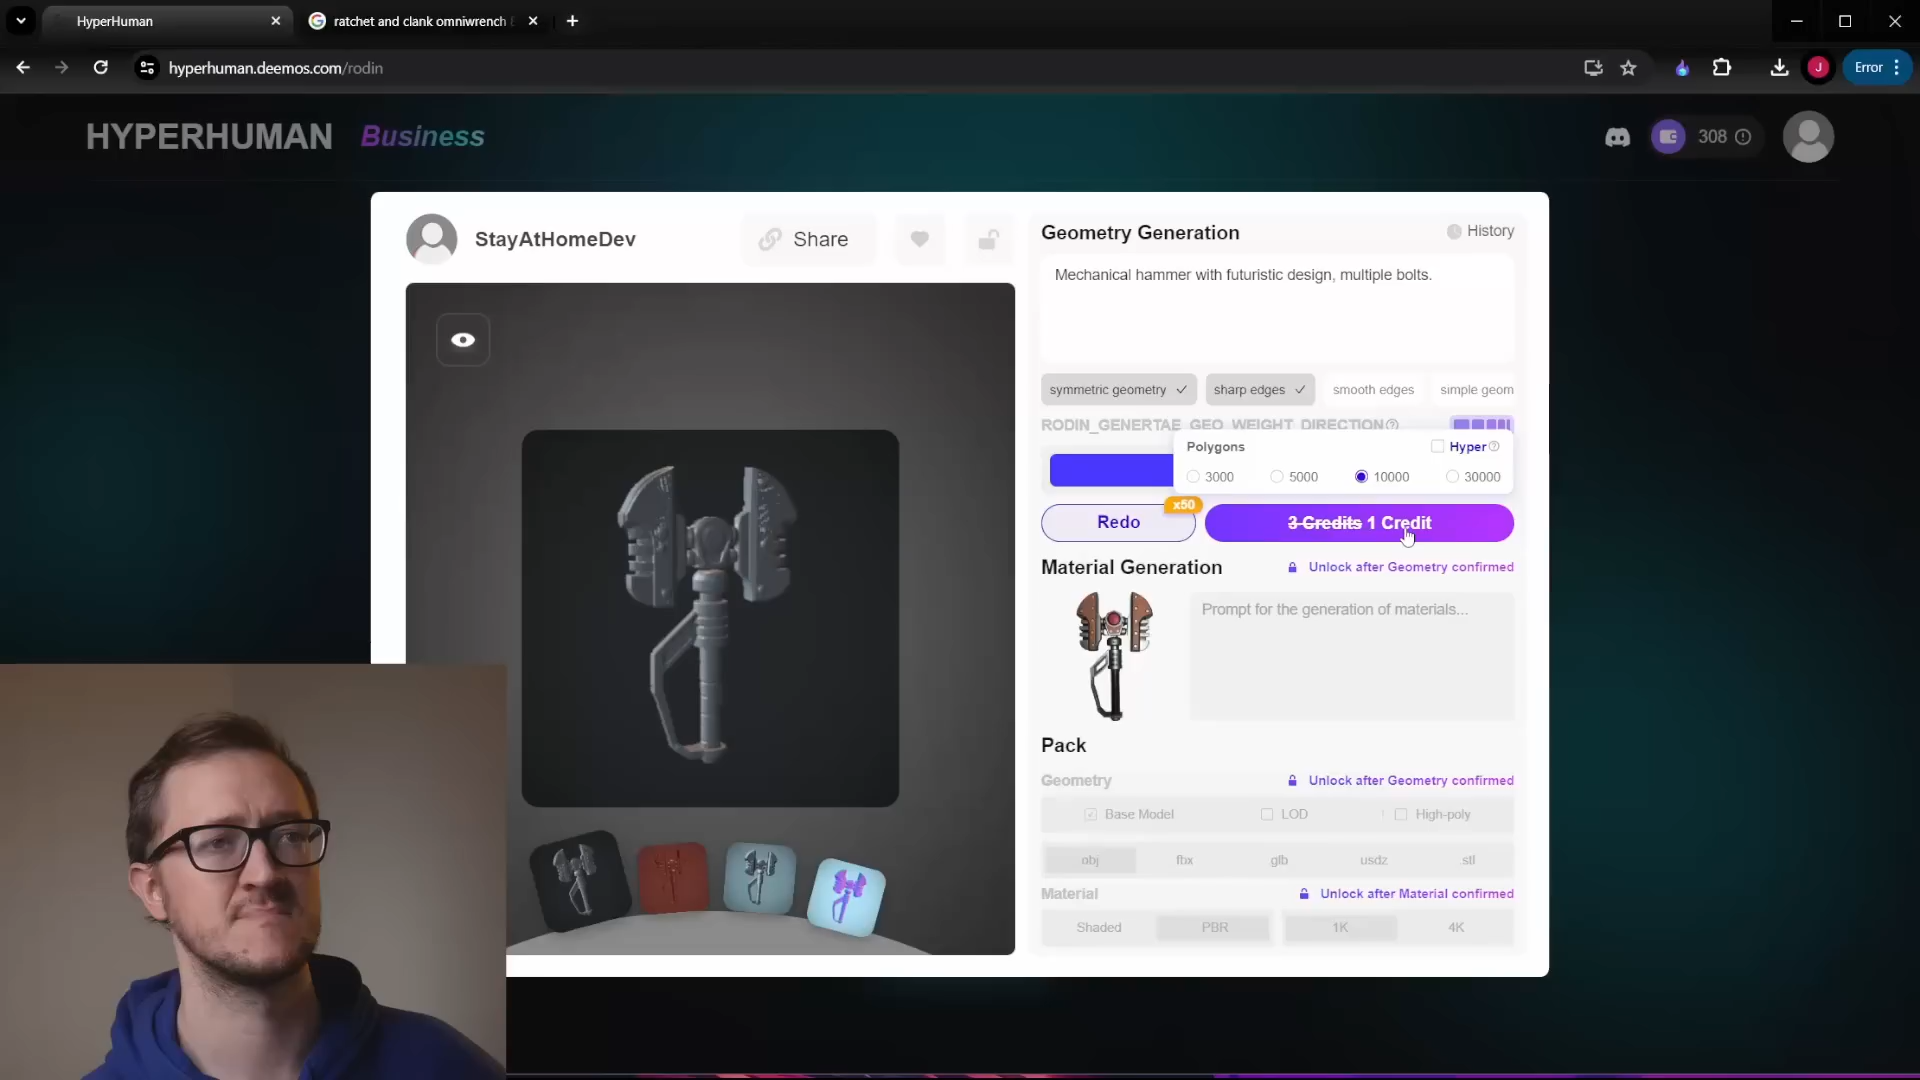 HyperHuman
ratchet and clank omniwrench
hyperhuman.deemos.com/rodin
J
Error
HYPERHUMAN Business
308
StayAtHomeDev
Share
Geometry Generation
History
Mechanical hammer with futuristic design, multiple bolts.
symmetric geometry
sharp edges
smooth edges
simple geom
RODIN_GENERTAE_GEO_WEIGHT_DIRECTION
Polygons
Hyper
3000
5000
10000
30000
x50
Redo
3 Credits 1 Credit
Material Generation
Unlock after Geometry confirmed
Prompt for the generation of materials...
Pack
Geometry
Unlock after Geometry confirmed
Base Model
LOD
High-poly
obj
fbx
glb
usdz
.stl
Material
Unlock after Material confirmed
Shaded
PBR
1K
4K